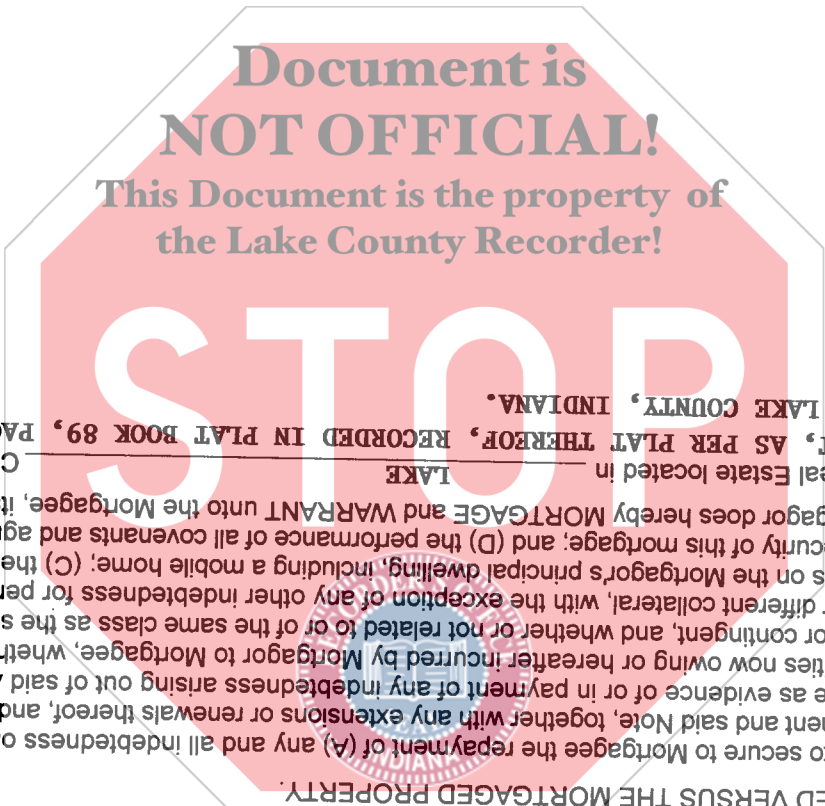 Document is
NOT OFFICIAL!
This Document is the property of
the Lake County Recorder!
STOP
VERSUS THE MORTGAGED PROPERTY.
to secure to Mortgagee the repayment of (A) any and all indebtedness
and said Note, together with any extensions or renewals thereof, and
as evidence of or in payment of any indebtedness arising out of said
now owing or hereafter incurred by Mortgagor to Mortgagee,
or contingent, and whether or not related to or of the same class as the
different collateral, with the exception of any other indebtedness for
on the Mortgagor's principal dwelling, including a mobile home; (C) the
of this mortgage; and (D) the performance of all covenants and
does hereby MORTGAGE and WARRANT unto the Mortgagee,
Estate located in LAKE
AS PER PLAT THEREOF, RECORDED IN PLAT BOOK 89,
LAKE COUNTY, INDIANA.